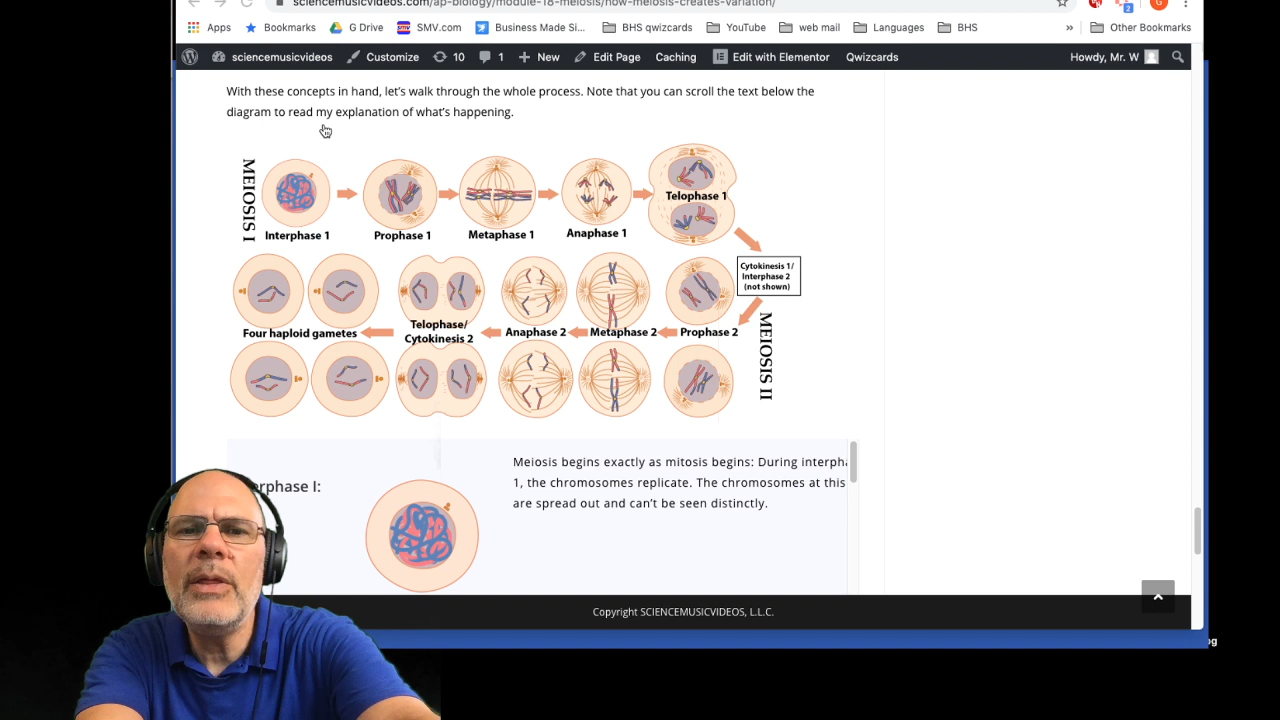 sciencemusicvideos.com/ap-biology/module-18-meiosis/how-meiosis-creates-variation/
Apps Bookmarks G Drive SMV.com Business Made Si... BHS qwizcards YouTube web mail Languages BHS » Other Bookmarks
sciencemusicvideos Customize 10 1 New Edit Page Caching Edit with Elementor Qwizcards Howdy, Mr. W
With these concepts in hand, let's walk through the whole process. Note that you can scroll the text below the
diagram to read my explanation of what's happening.
MEIOSIS I
Interphase 1
Prophase 1
Metaphase 1
Anaphase 1
Telophase 1
Cytokinesis 1/
Interphase 2
(not shown)
MEIOSIS II
Prophase 2
Metaphase 2
Anaphase 2
Telophase/
Cytokinesis 2
Four haploid gametes
erphase I:
Meiosis begins exactly as mitosis begins: During interpha
1, the chromosomes replicate. The chromosomes at this
are spread out and can't be seen distinctly.
Copyright SCIENCEMUSICVIDEOS, L.L.C.
og